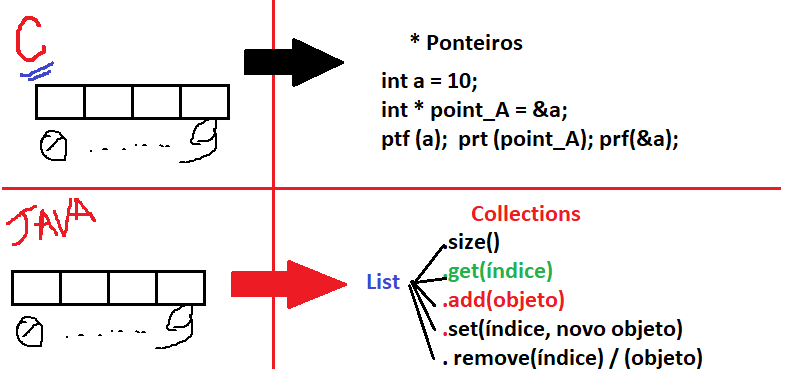 C
* Ponteiros
int a = 10;
int * point_A = &a;
ptf (a); prt (point_A); prf(&a);
JAVA
Collections
.size()
.get(índice)
List
.add(objeto)
.set(índice, novo objeto)
. remove(índice) / (objeto)